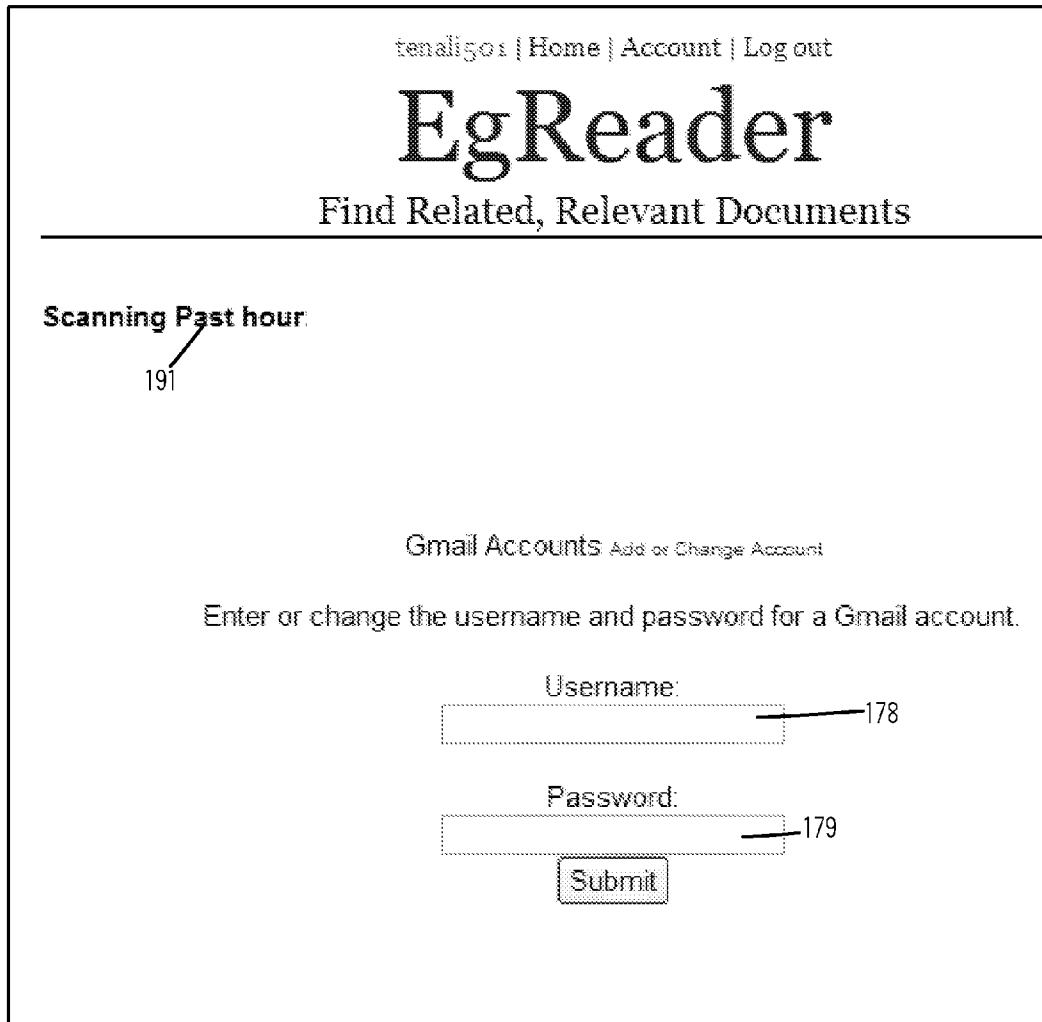 tenali501 | Home | Account | Log out
EgReader
Find Related, Relevant Documents
Scanning Past hour:
191
Gmail Accounts Add or Change Account
Enter or change the username and password for a Gmail account.
Username:
178
Password:
179
Submit